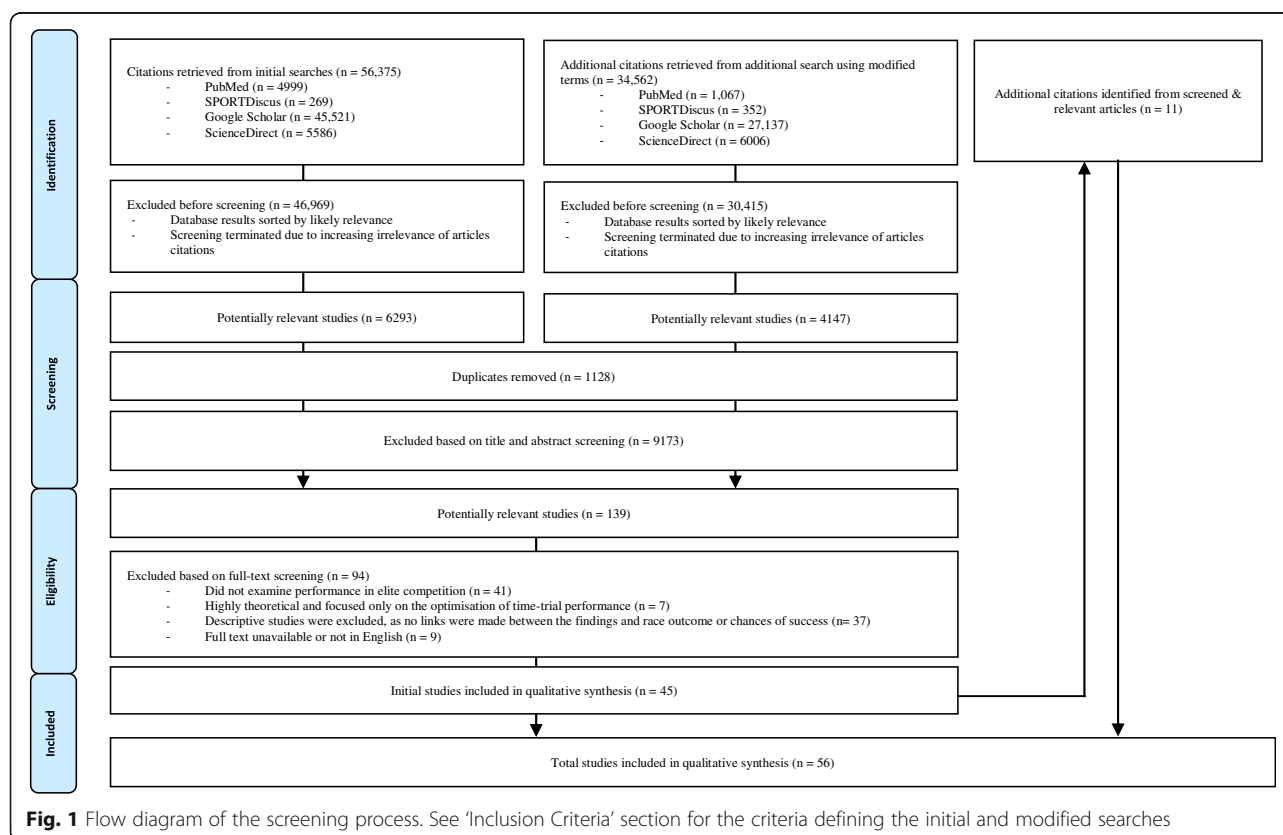 Identification
Citations retrieved from initial searches (n = 56,375)
- PubMed (n = 4999)
- SPORTDiscus (n = 269)
- Google Scholar (n = 45,521)
- ScienceDirect (n = 5586)
Additional citations retrieved from additional search using modified
terms (n = 34,562)
- PubMed (n = 1,067)
- SPORTDiscus (n = 352)
- Google Scholar (n = 27,137)
- ScienceDirect (n = 6006)
Additional citations identified from screened &
relevant articles (n = 11)
Excluded before screening (n = 46,969)
- Database results sorted by likely relevance
- Screening terminated due to increasing irrelevance of articles
citations
Excluded before screening (n = 30,415)
- Database results sorted by likely relevance
- Screening terminated due to increasing irrelevance of articles
citations
Screening
Potentially relevant studies (n = 6293)
Potentially relevant studies (n = 4147)
Duplicates removed (n = 1128)
Excluded based on title and abstract screening (n = 9173)
Eligibility
Potentially relevant studies (n = 139)
Excluded based on full-text screening (n = 94)
- Did not examine performance in elite competition (n = 41)
- Highly theoretical and focused only on the optimisation of time-trial performance (n = 7)
- Descriptive studies were excluded, as no links were made between the findings and race outcome or chances of success (n= 37)
- Full text unavailable or not in English (n = 9)
Included
Initial studies included in qualitative synthesis (n = 45)
Total studies included in qualitative synthesis (n = 56)
Fig. 1 Flow diagram of the screening process. See ‘Inclusion Criteria’ section for the criteria defining the initial and modified searches